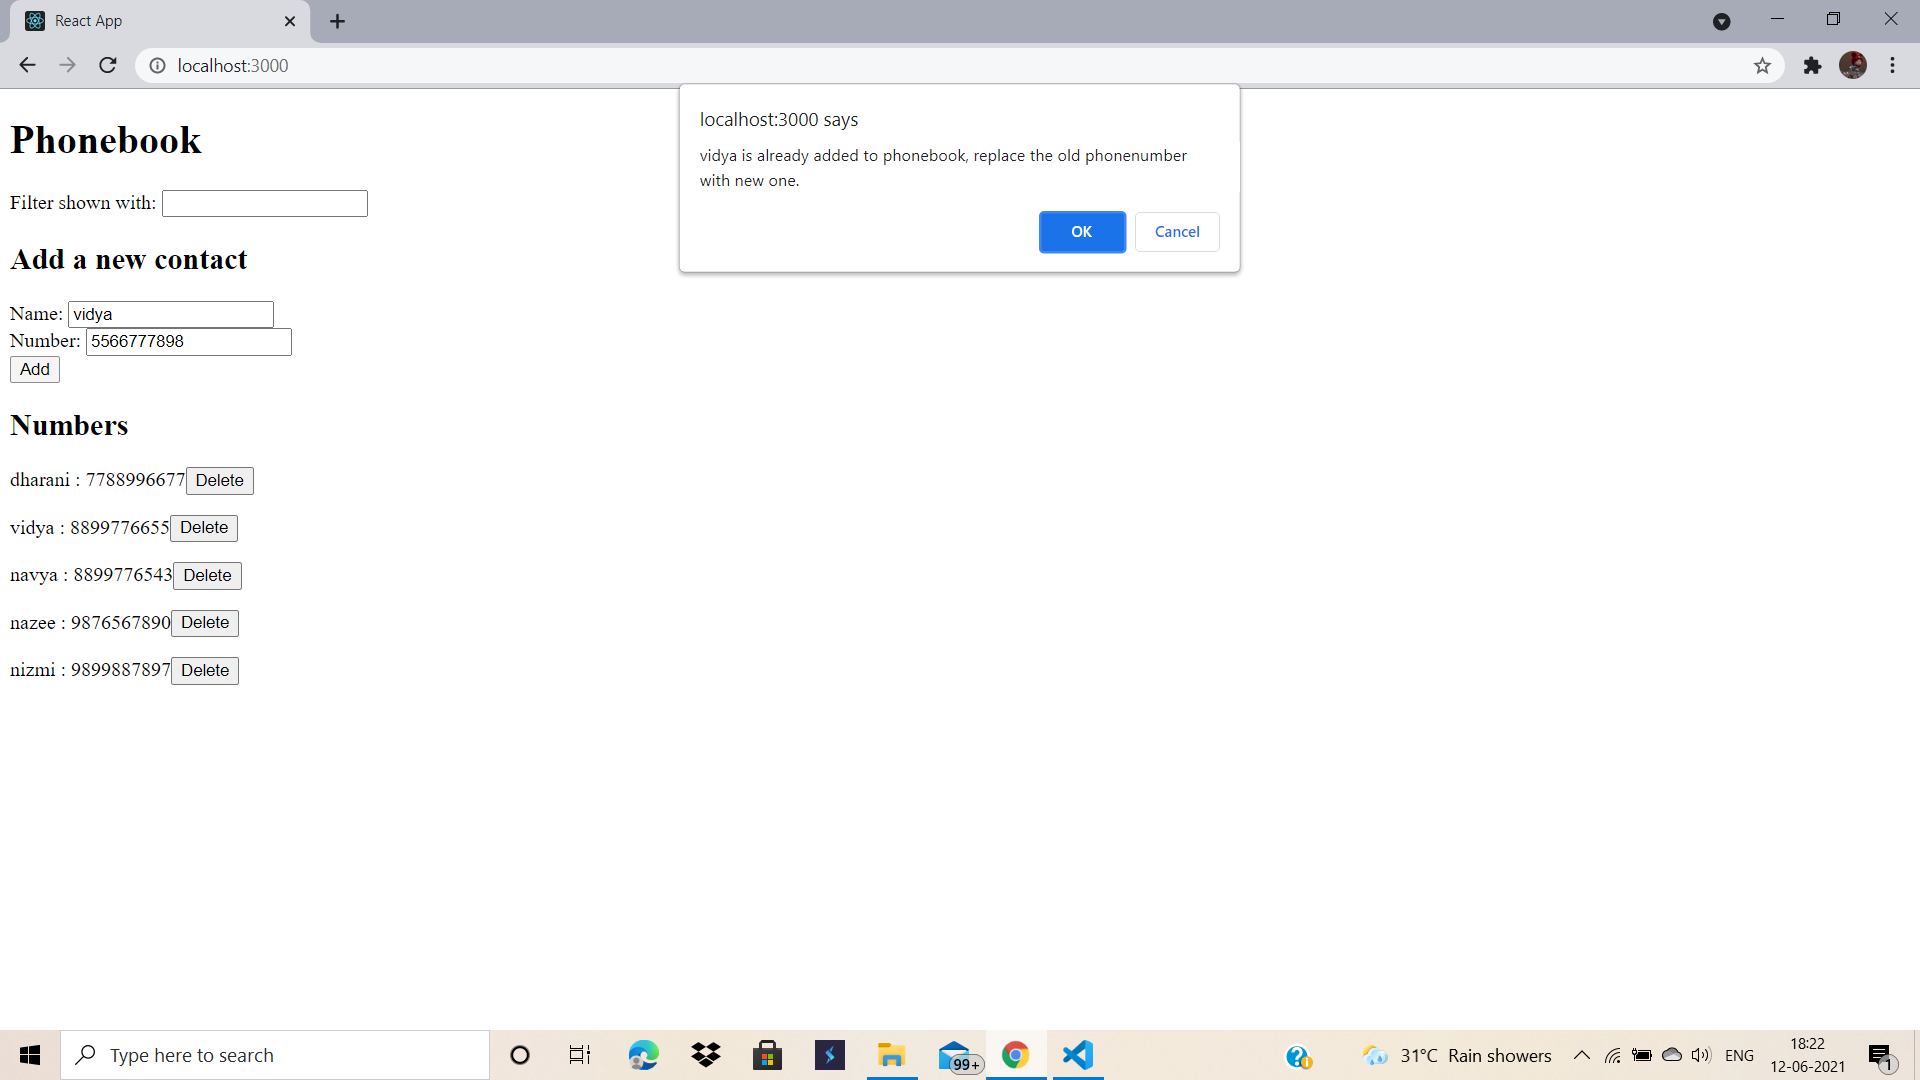 React App
localhost:3000
localhost:3000 says
vidya is already added to phonebook, replace the old phonenumber
with new one.
OK
Cancel
Phonebook
Filter shown with:
Add a new contact
Name: vidya
Number: 5566777898
Add
Numbers
dharani : 7788996677 Delete
vidya : 8899776655 Delete
navya : 8899776543 Delete
nazee : 9876567890 Delete
nizmi : 9899887897 Delete
Type here to search
99+
31°C Rain showers
ENG
18:22
12-06-2021
1